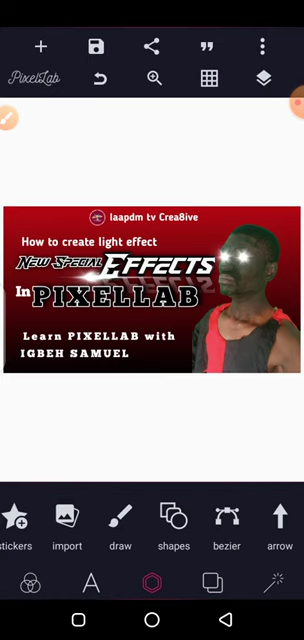 PixelLab
Iaapdm tv Crea8ive
How to create light effect
New Special EFFECTS
In PIXELLAB
Learn PIXELLAB with
IGBEH SAMUEL
stickers
import
draw
shapes
bezier
arrow